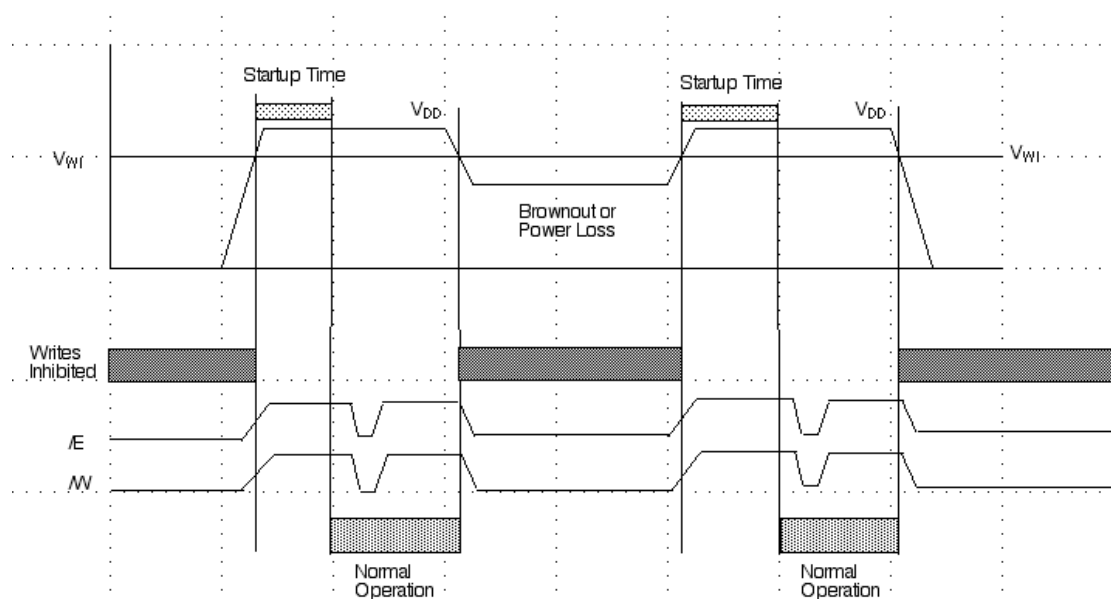 Startup Time
Startup Time
VDD
VDD
VWI
VWI
Brownout or
Power Loss
Writes
Inhibited
/E
/W
Normal
Operation
Normal
Operation